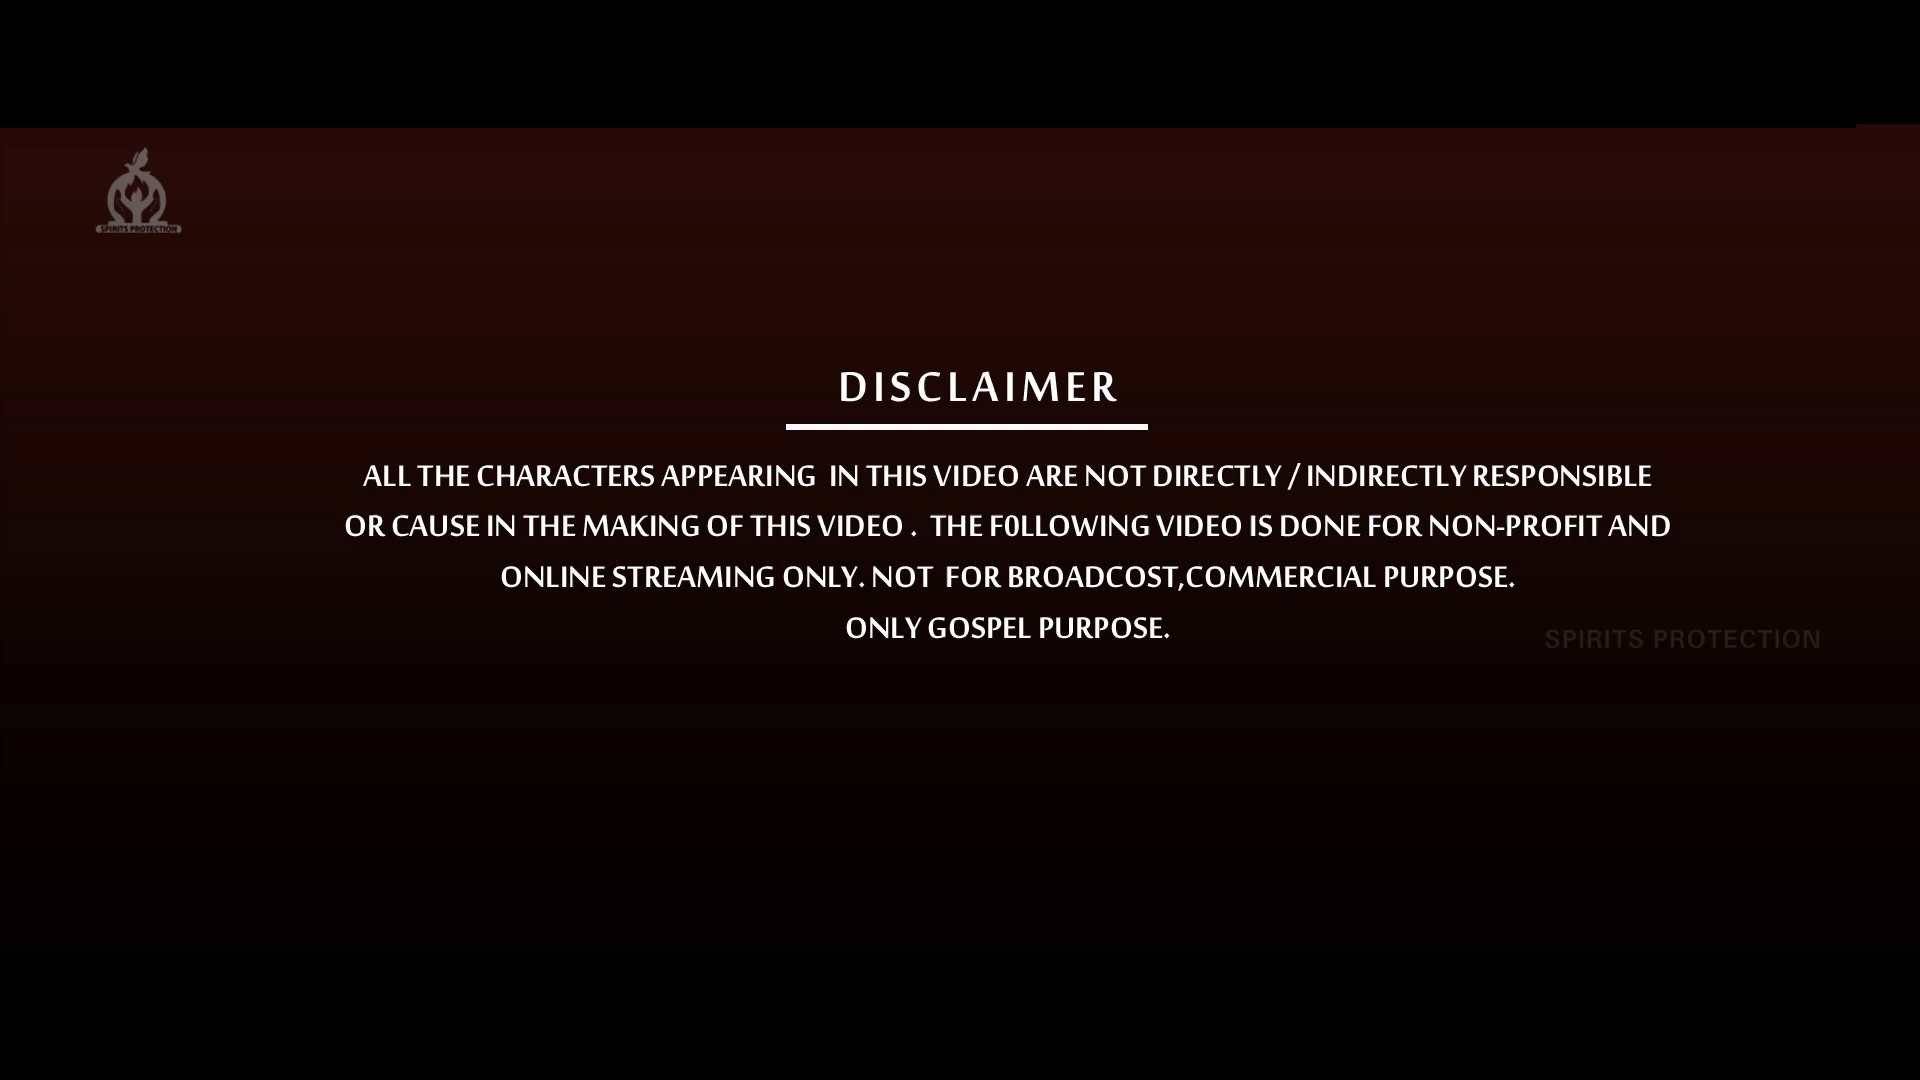 SPIRITS PROTECTION
DISCLAIMER
ALL THE CHARACTERS APPEARING  IN THIS VIDEO ARE NOT DIRECTLY / INDIRECTLY RESPONSIBLE
OR CAUSE IN THE MAKING OF THIS VIDEO .  THE F0LLOWING VIDEO IS DONE FOR NON-PROFIT AND
ONLINE STREAMING ONLY. NOT  FOR BROADCOST,COMMERCIAL PURPOSE.
ONLY GOSPEL PURPOSE.
SPIRITS PROTECTION